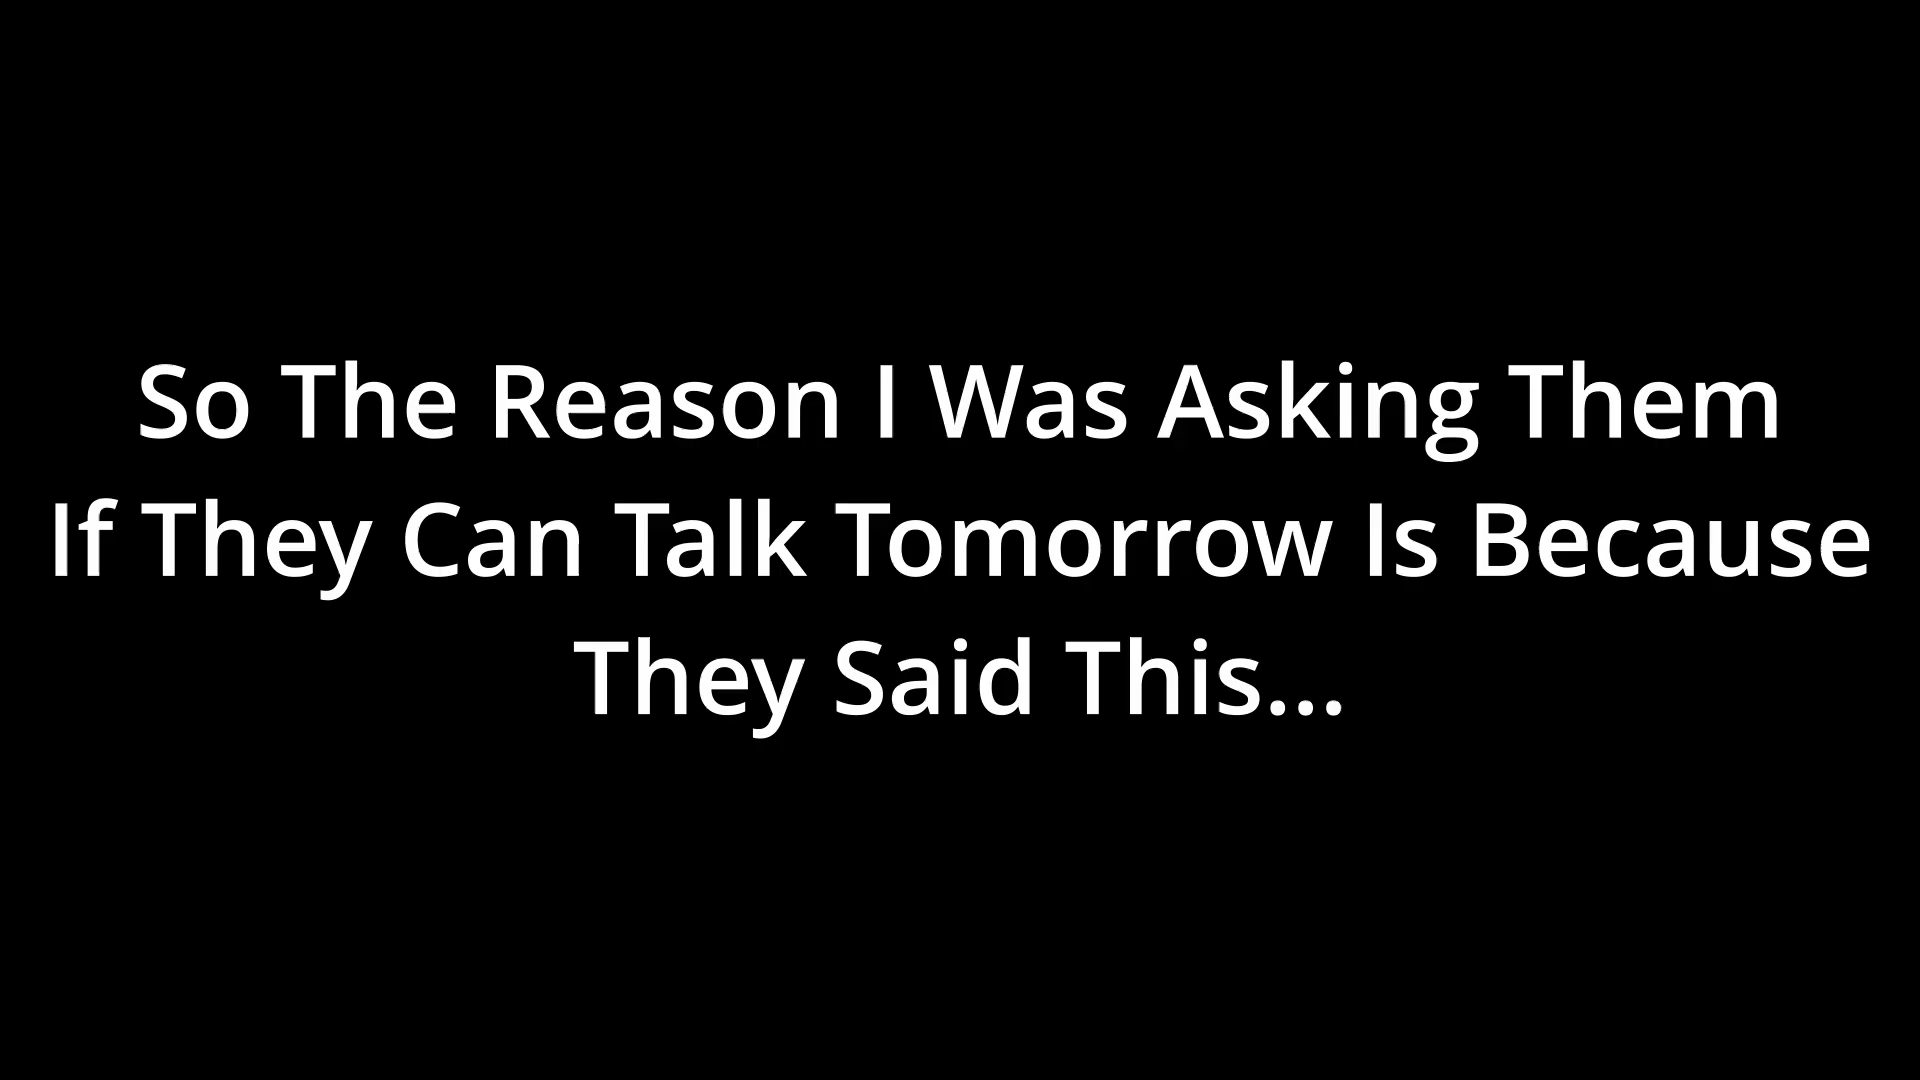 So The Reason I Was Asking Them
If They Can Talk Tomorrow Is Because
They Said This...